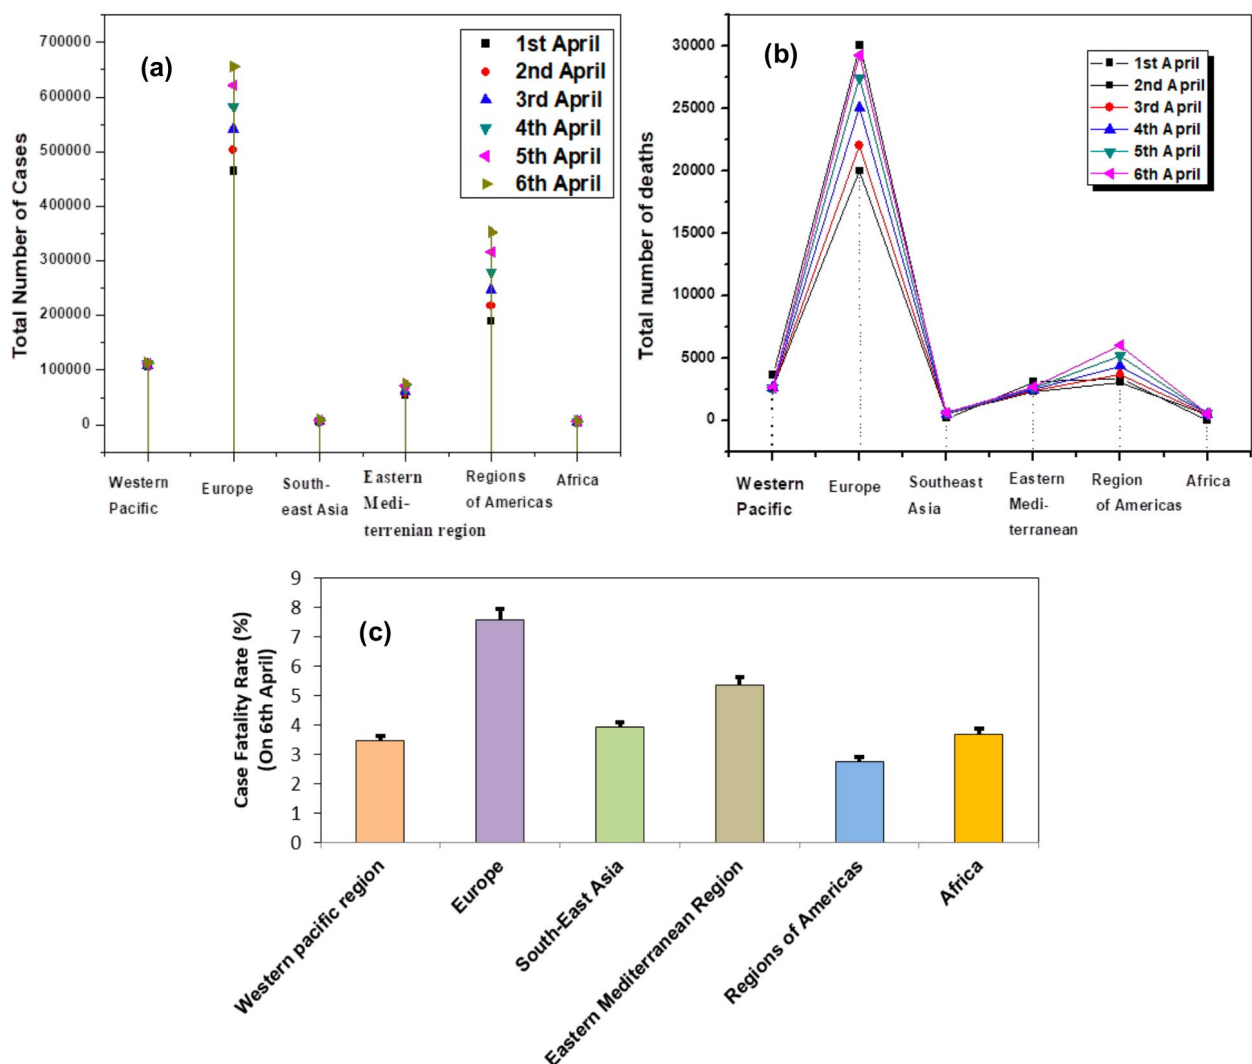 (a)
700000
600000
500000
400000
300000
200000
100000
0
Total Number of Cases
1st April
2nd April
3rd April
4th April
5th April
6th April
Western
Pacific
Europe
South-
east Asia
Eastern
Medi-
terrenian region
Regions
of Americas
Africa
(b)
30000
25000
20000
15000
10000
5000
0
Total number of deaths
1st April
2nd April
3rd April
4th April
5th April
6th April
Western
Pacific
Europe
Southeast
Asia
Eastern
Medi-
terranean
Region
of Americas
Africa
(c)
9
8
7
6
5
4
3
2
1
0
Case Fatality Rate (%)
(On 6th April)
Western pacific region
Europe
South-East Asia
Eastern Mediterranean Region
Regions of Americas
Africa